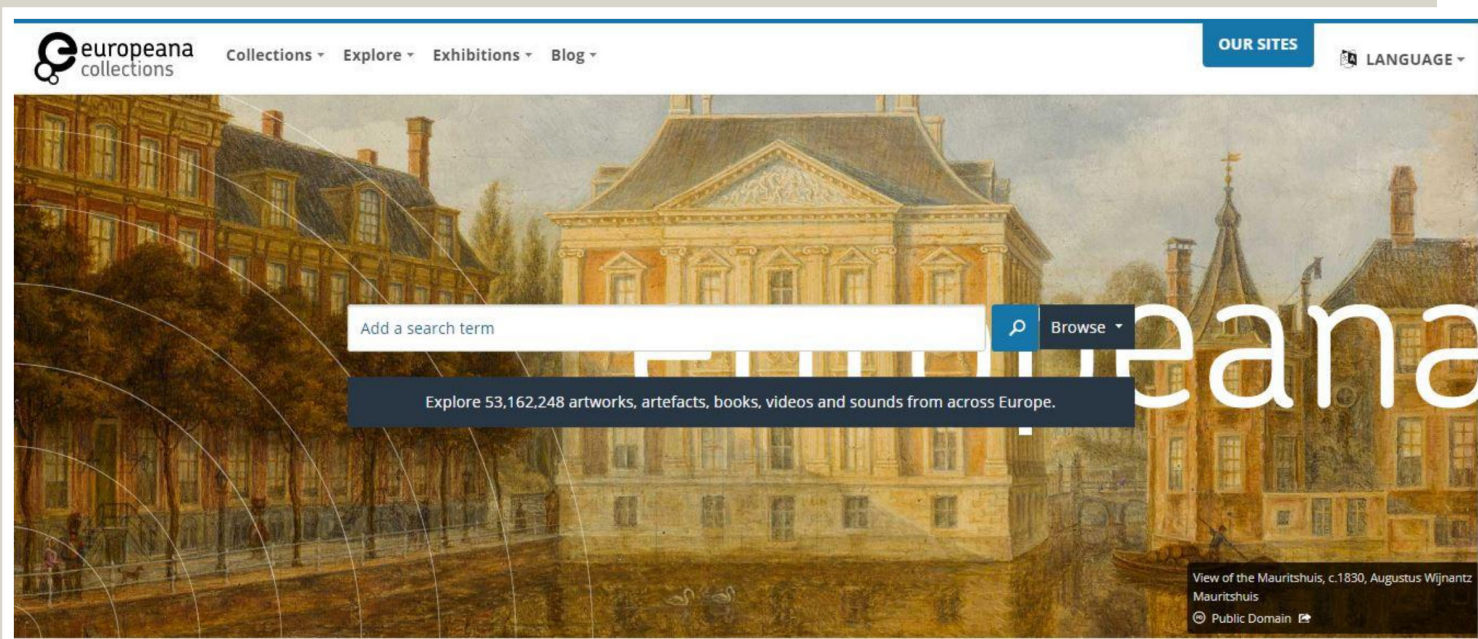 europeana
collections
Collections
Explore
Exhibitions
Blog
OUR SITES
LANGUAGE
Add a search term
Browse
europeana
Explore 53,162,248 artworks, artefacts, books, videos and sounds from across Europe.
View of the Mauritshuis, c.1830, Augustus Wijnantz
Mauritshuis
Public Domain